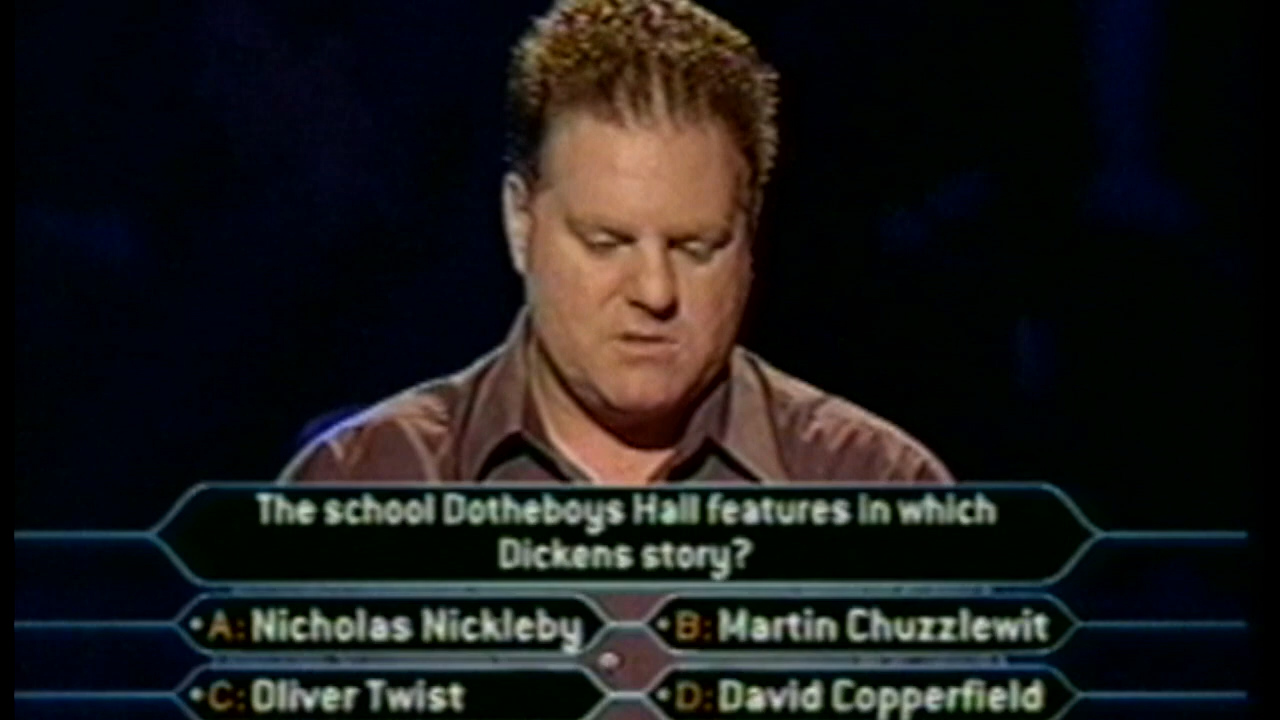 The school Dotheboys Hall features in which
Dickens story?
A: Nicholas Nickleby
B: Martin Chuzzlewit
C: Oliver Twist
D: David Copperfield